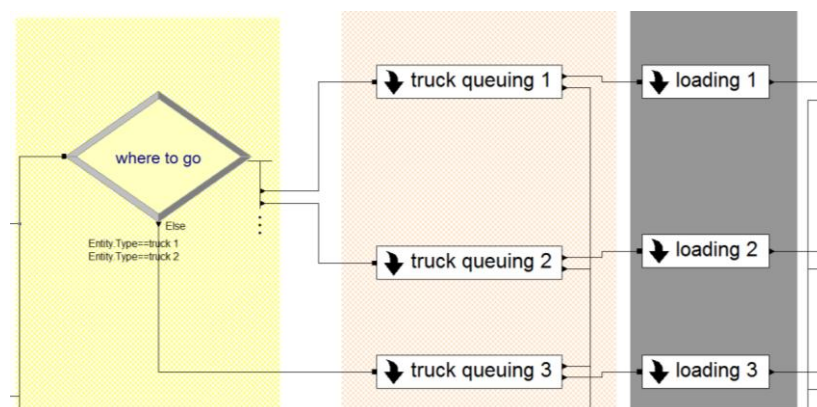 where to go
Else
Entity.Type==truck 1
Entity.Type==truck 2
truck queuing 1
loading 1
truck queuing 2
loading 2
truck queuing 3
loading 3